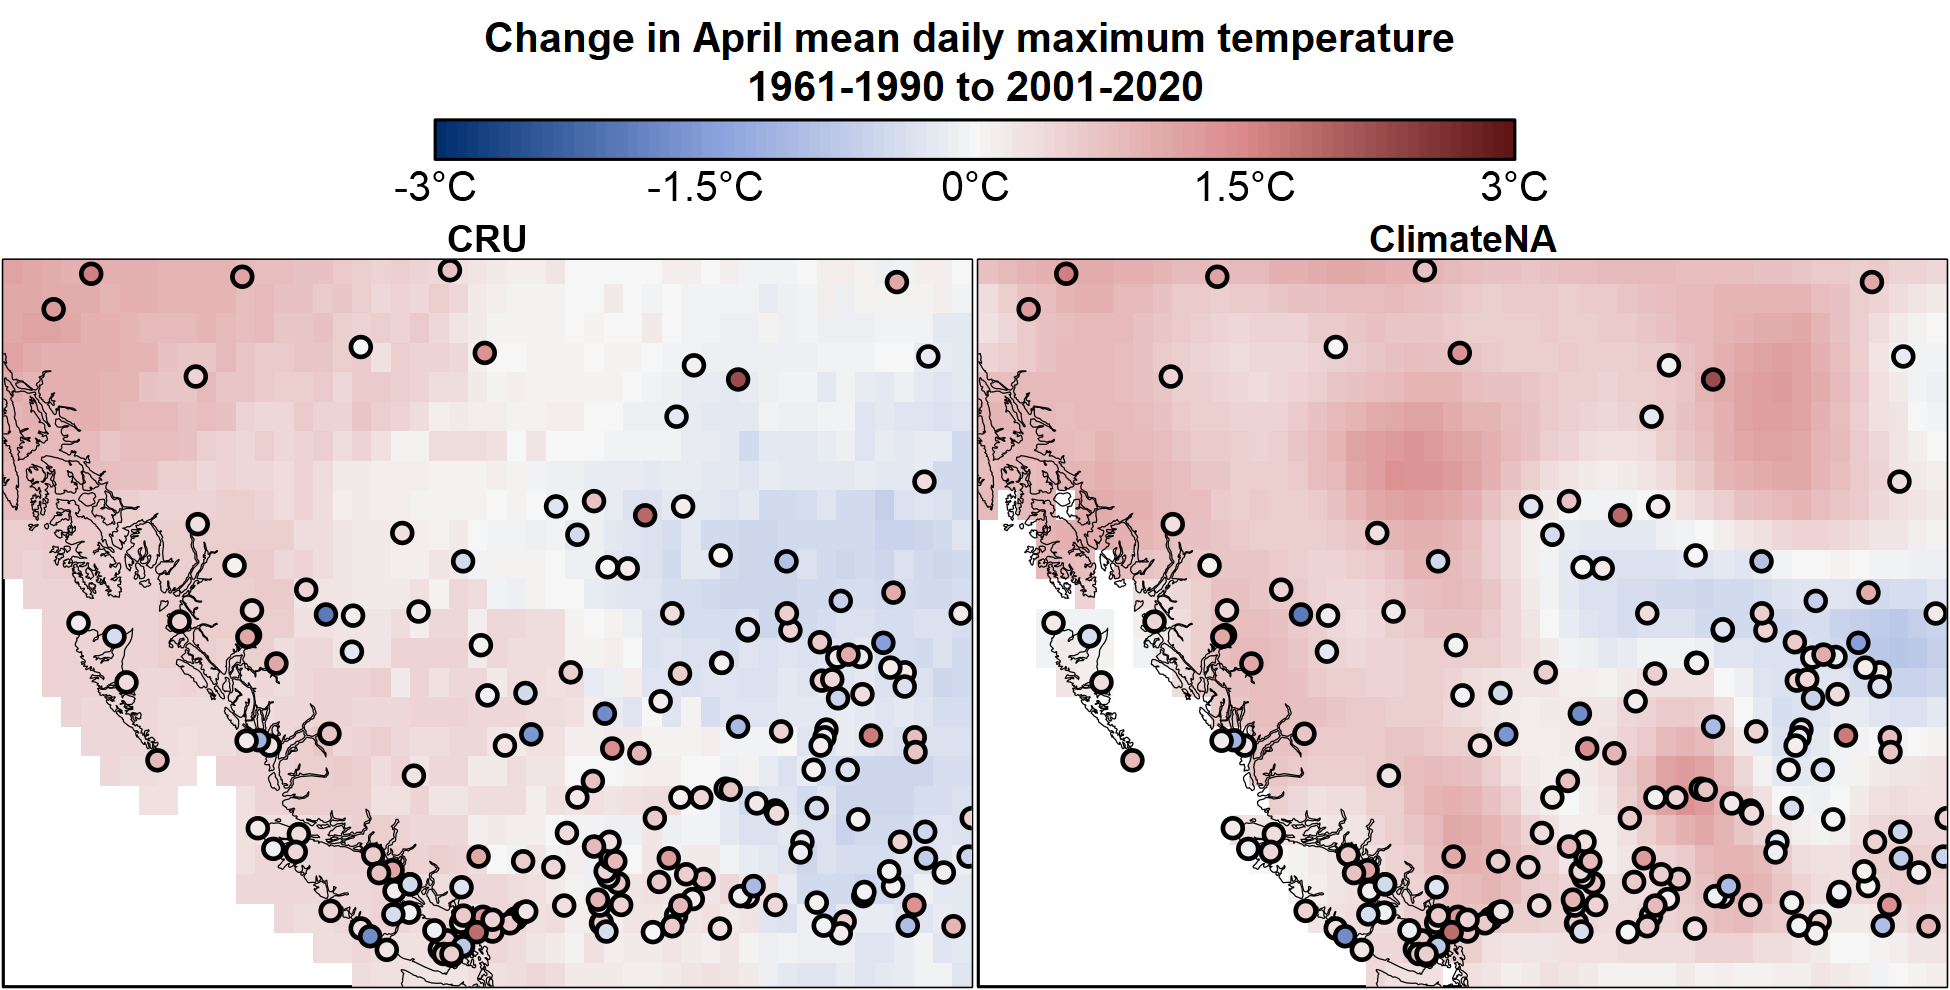 Change in April mean daily maximum temperature
1961-1990 to 2001-2020
-3°C -1.5°C 0°C 1.5°C 3°C
CRU ClimateNA